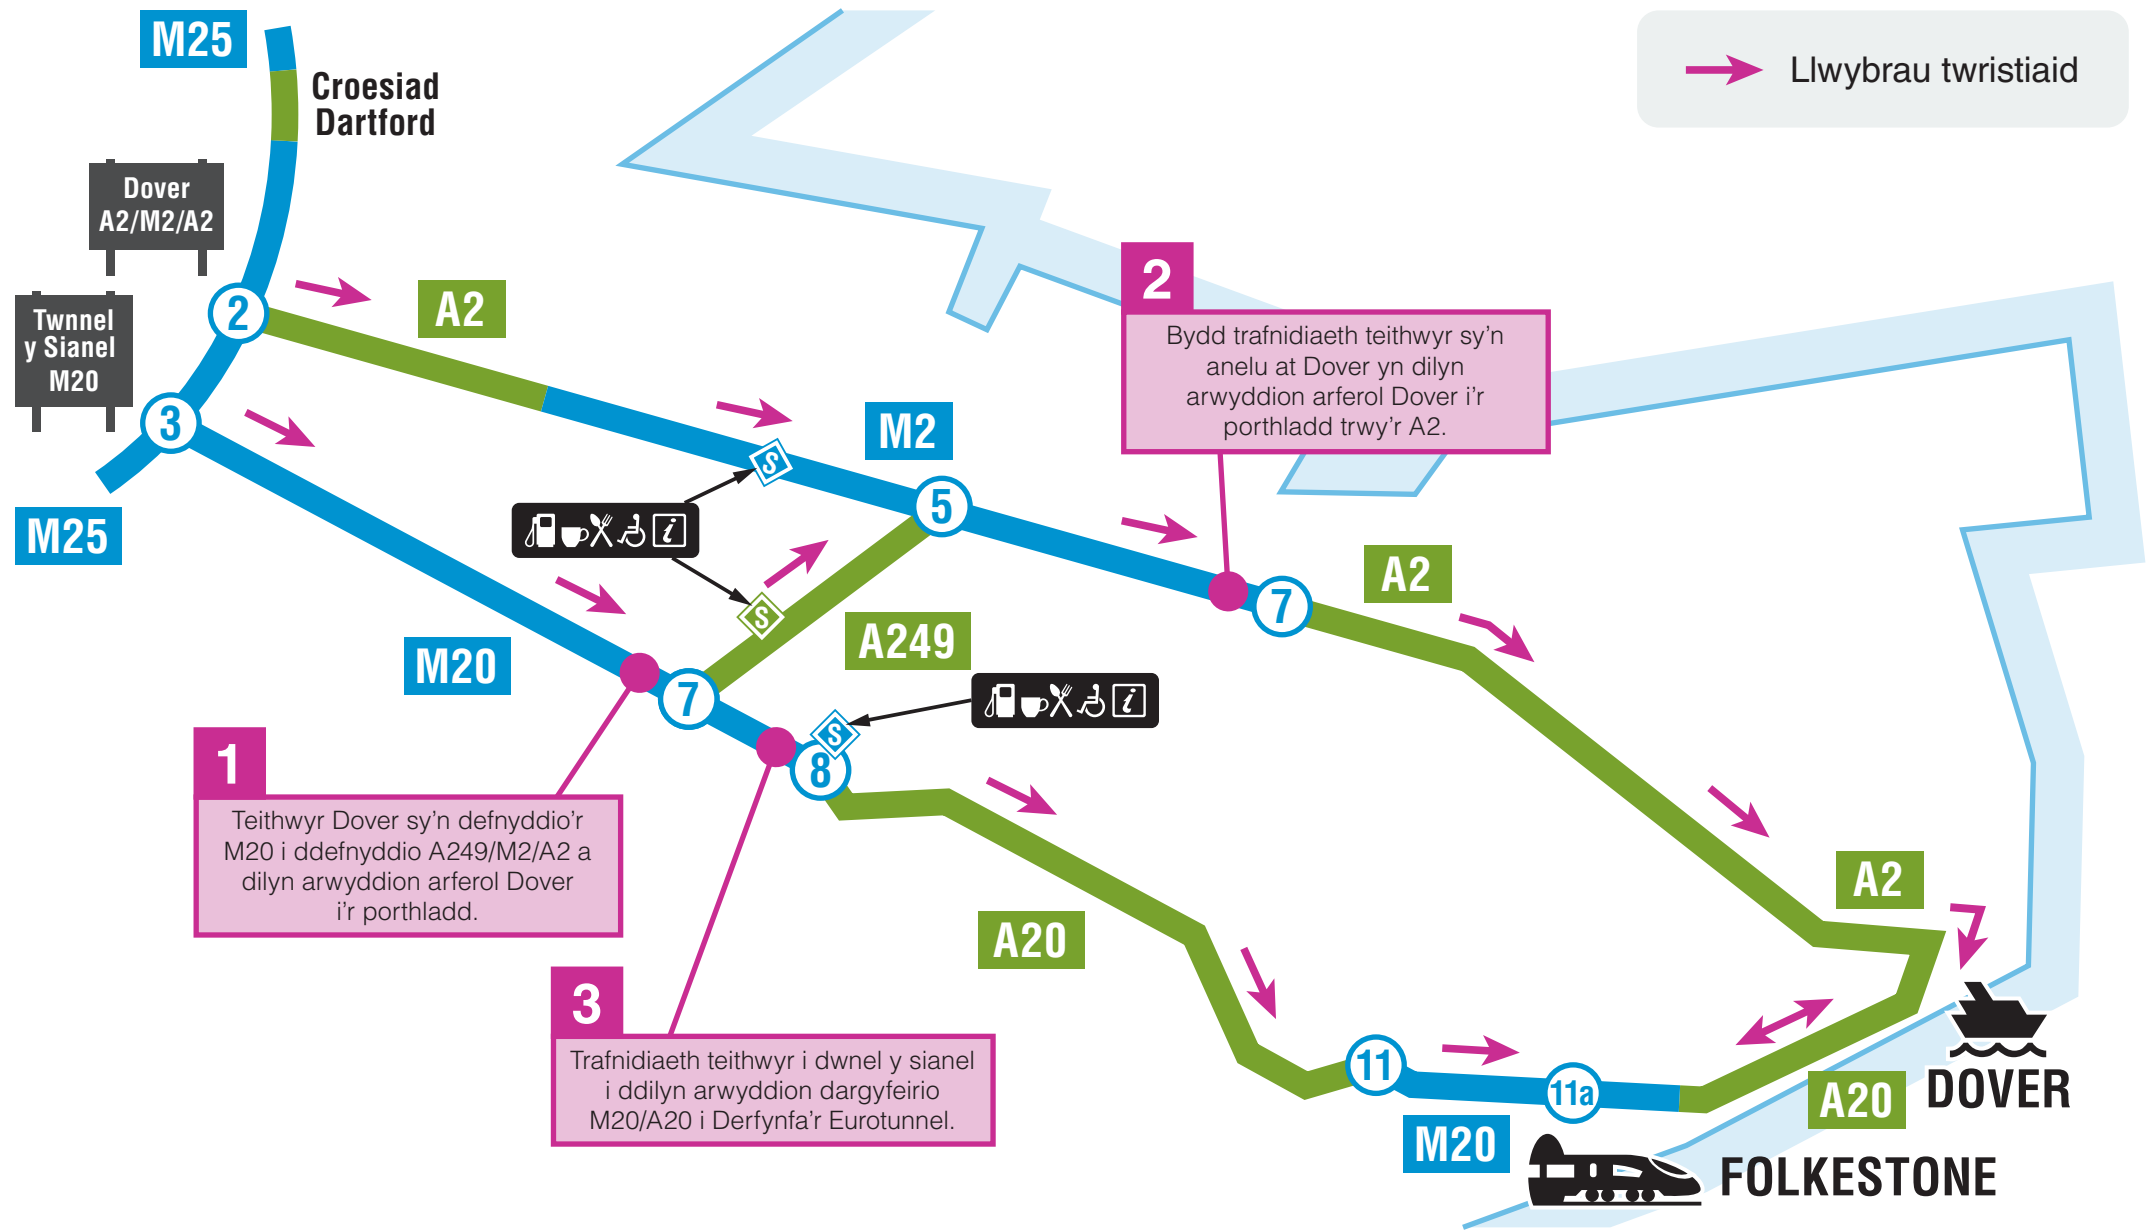 M25
Croesiad
Dartford
Llwybrau twristiaid
Dover
A2/M2/A2
Twnnel
y Sianel
M20
2
A2
3
M25
S
M2
5
2
Bydd trafnidiaeth teithwyr sy'n
anelu at Dover yn dilyn
arwyddion arferol Dover i'r
porthladd trwy'r A2.
i
S
A249
M20
7
7
A2
S
8
i
1
Teithwyr Dover sy'n defnyddio'r
M20 i ddefnyddio A249/M2/A2 a
dilyn arwyddion arferol Dover
i'r porthladd.
A2
A20
3
Trafnidiaeth teithwyr i dwnel y sianel
i ddilyn arwyddion dargyfeirio
M20/A20 i Derfynfa'r Eurotunnel.
11
11a
M20
A20
DOVER
FOLKESTONE